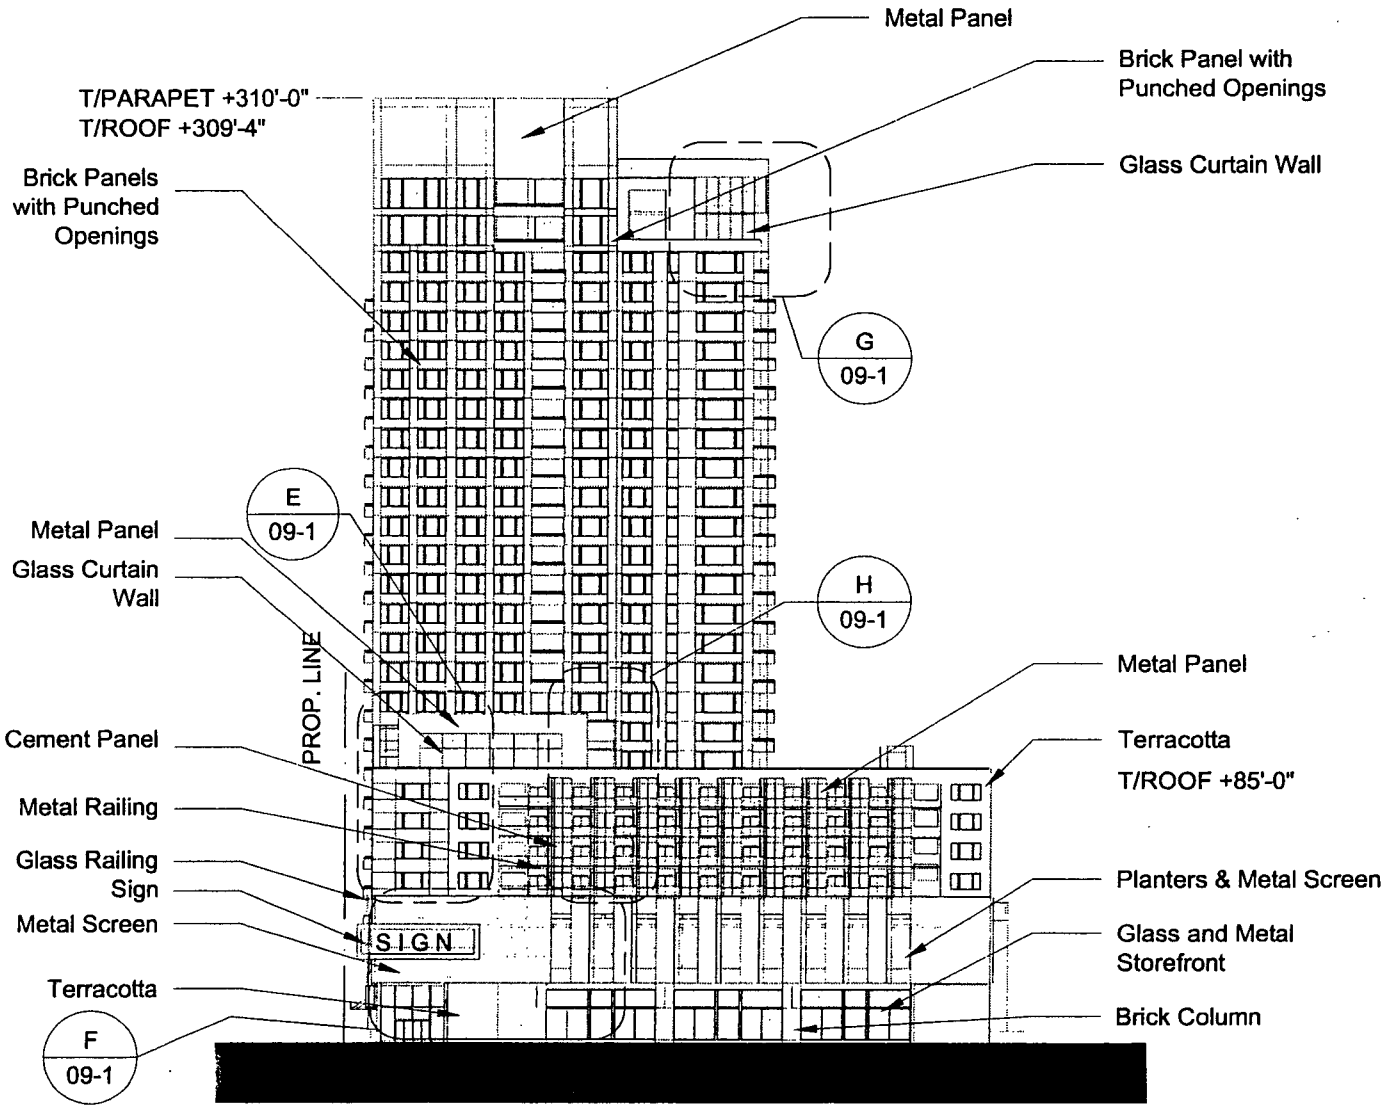 Metal Panel
Brick Panel with
Punched Openings
T/PARAPET +310'-0"
T/ROOF +309'-4"
Glass Curtain Wall
Brick Panels
with Punched
Openings
G
09-1
E
09-1
Metal Panel
Glass Curtain
Wall
H
09-1
PROP. LINE
Metal Panel
Cement Panel
Terracotta
T/ROOF +85'-0"
Metal Railing
Glass Railing
Sign
Planters & Metal Screen
Metal Screen
SIGN
Glass and Metal
Storefront
Terracotta
Brick Column
F
09-1